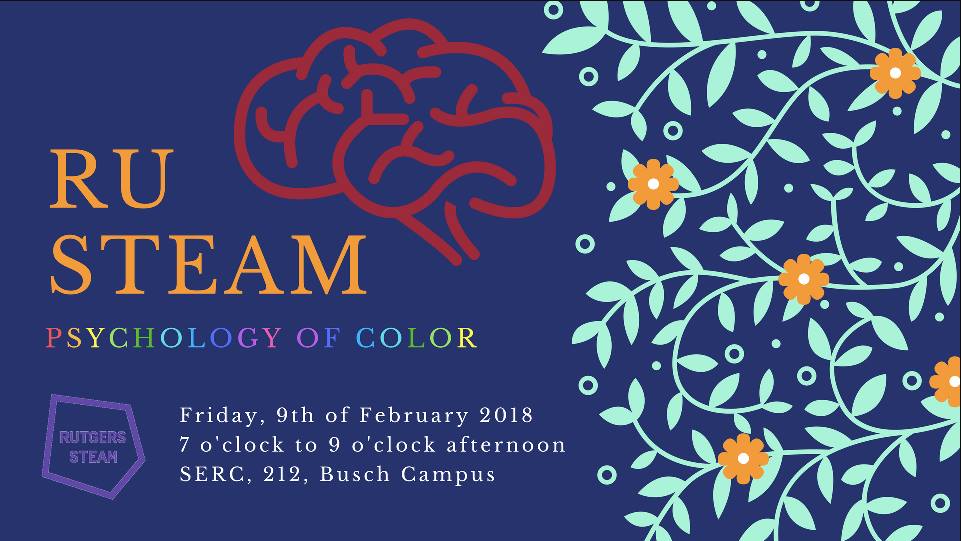 RU
STEAM
PSYCHOLOGY OF COLOR
Friday, 9th of February 2018
7 o'clock to 9 o'clock afternoon
SERC, 212, Busch Campus
RUTGERS
STEAM